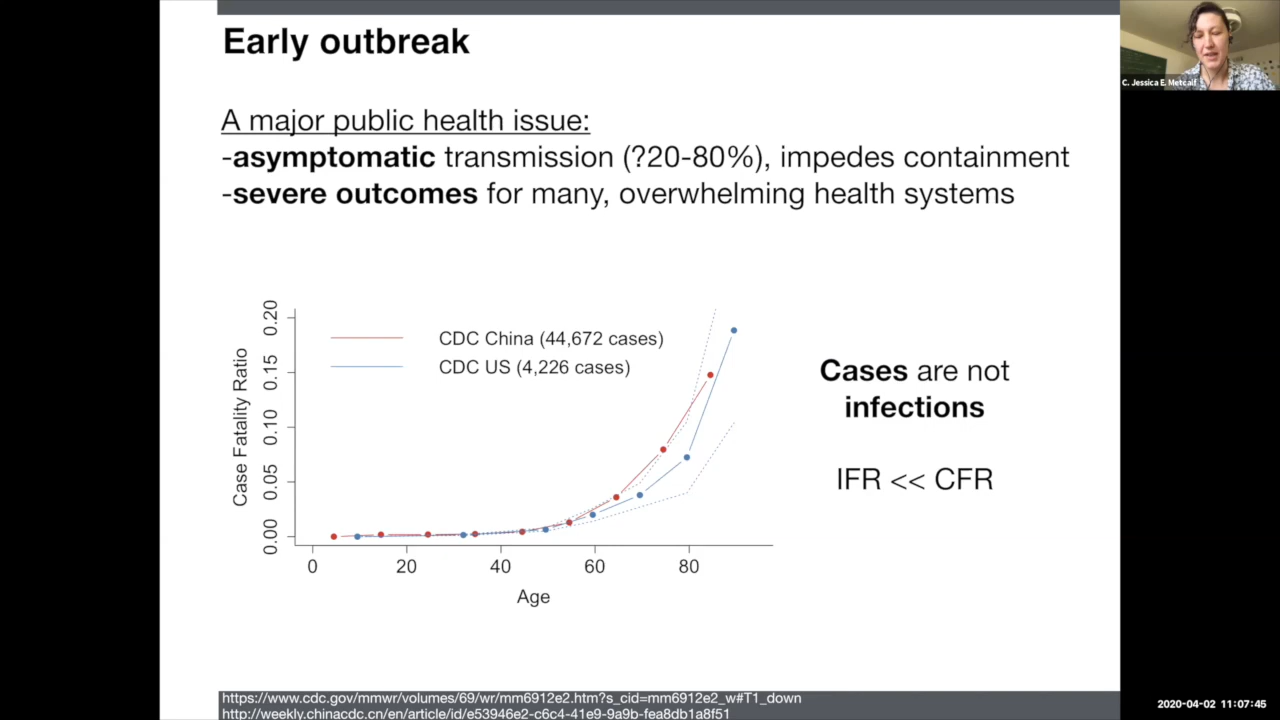 Early outbreak
C. Jessica E. Metcalf
A major public health issue:
-asymptomatic transmission (?20-80%), impedes containment
-severe outcomes for many, overwhelming health systems
CDC China (44,672 cases)
CDC US (4,226 cases)
Case Fatality Ratio
0.20
0.15
0.10
0.05
0.00
0 20 40 60 80
Age
Cases are not
infections
IFR << CFR
https://www.cdc.gov/mmwr/volumes/69/wr/mm6912e2.htm?s_cid=mm6912e2_w#T1_down
http://weekly.chinacdc.cn/en/article/id/e53946e2-c6c4-41e9-9a9b-fea8db1a8f51
2020-04-02 11:07:45